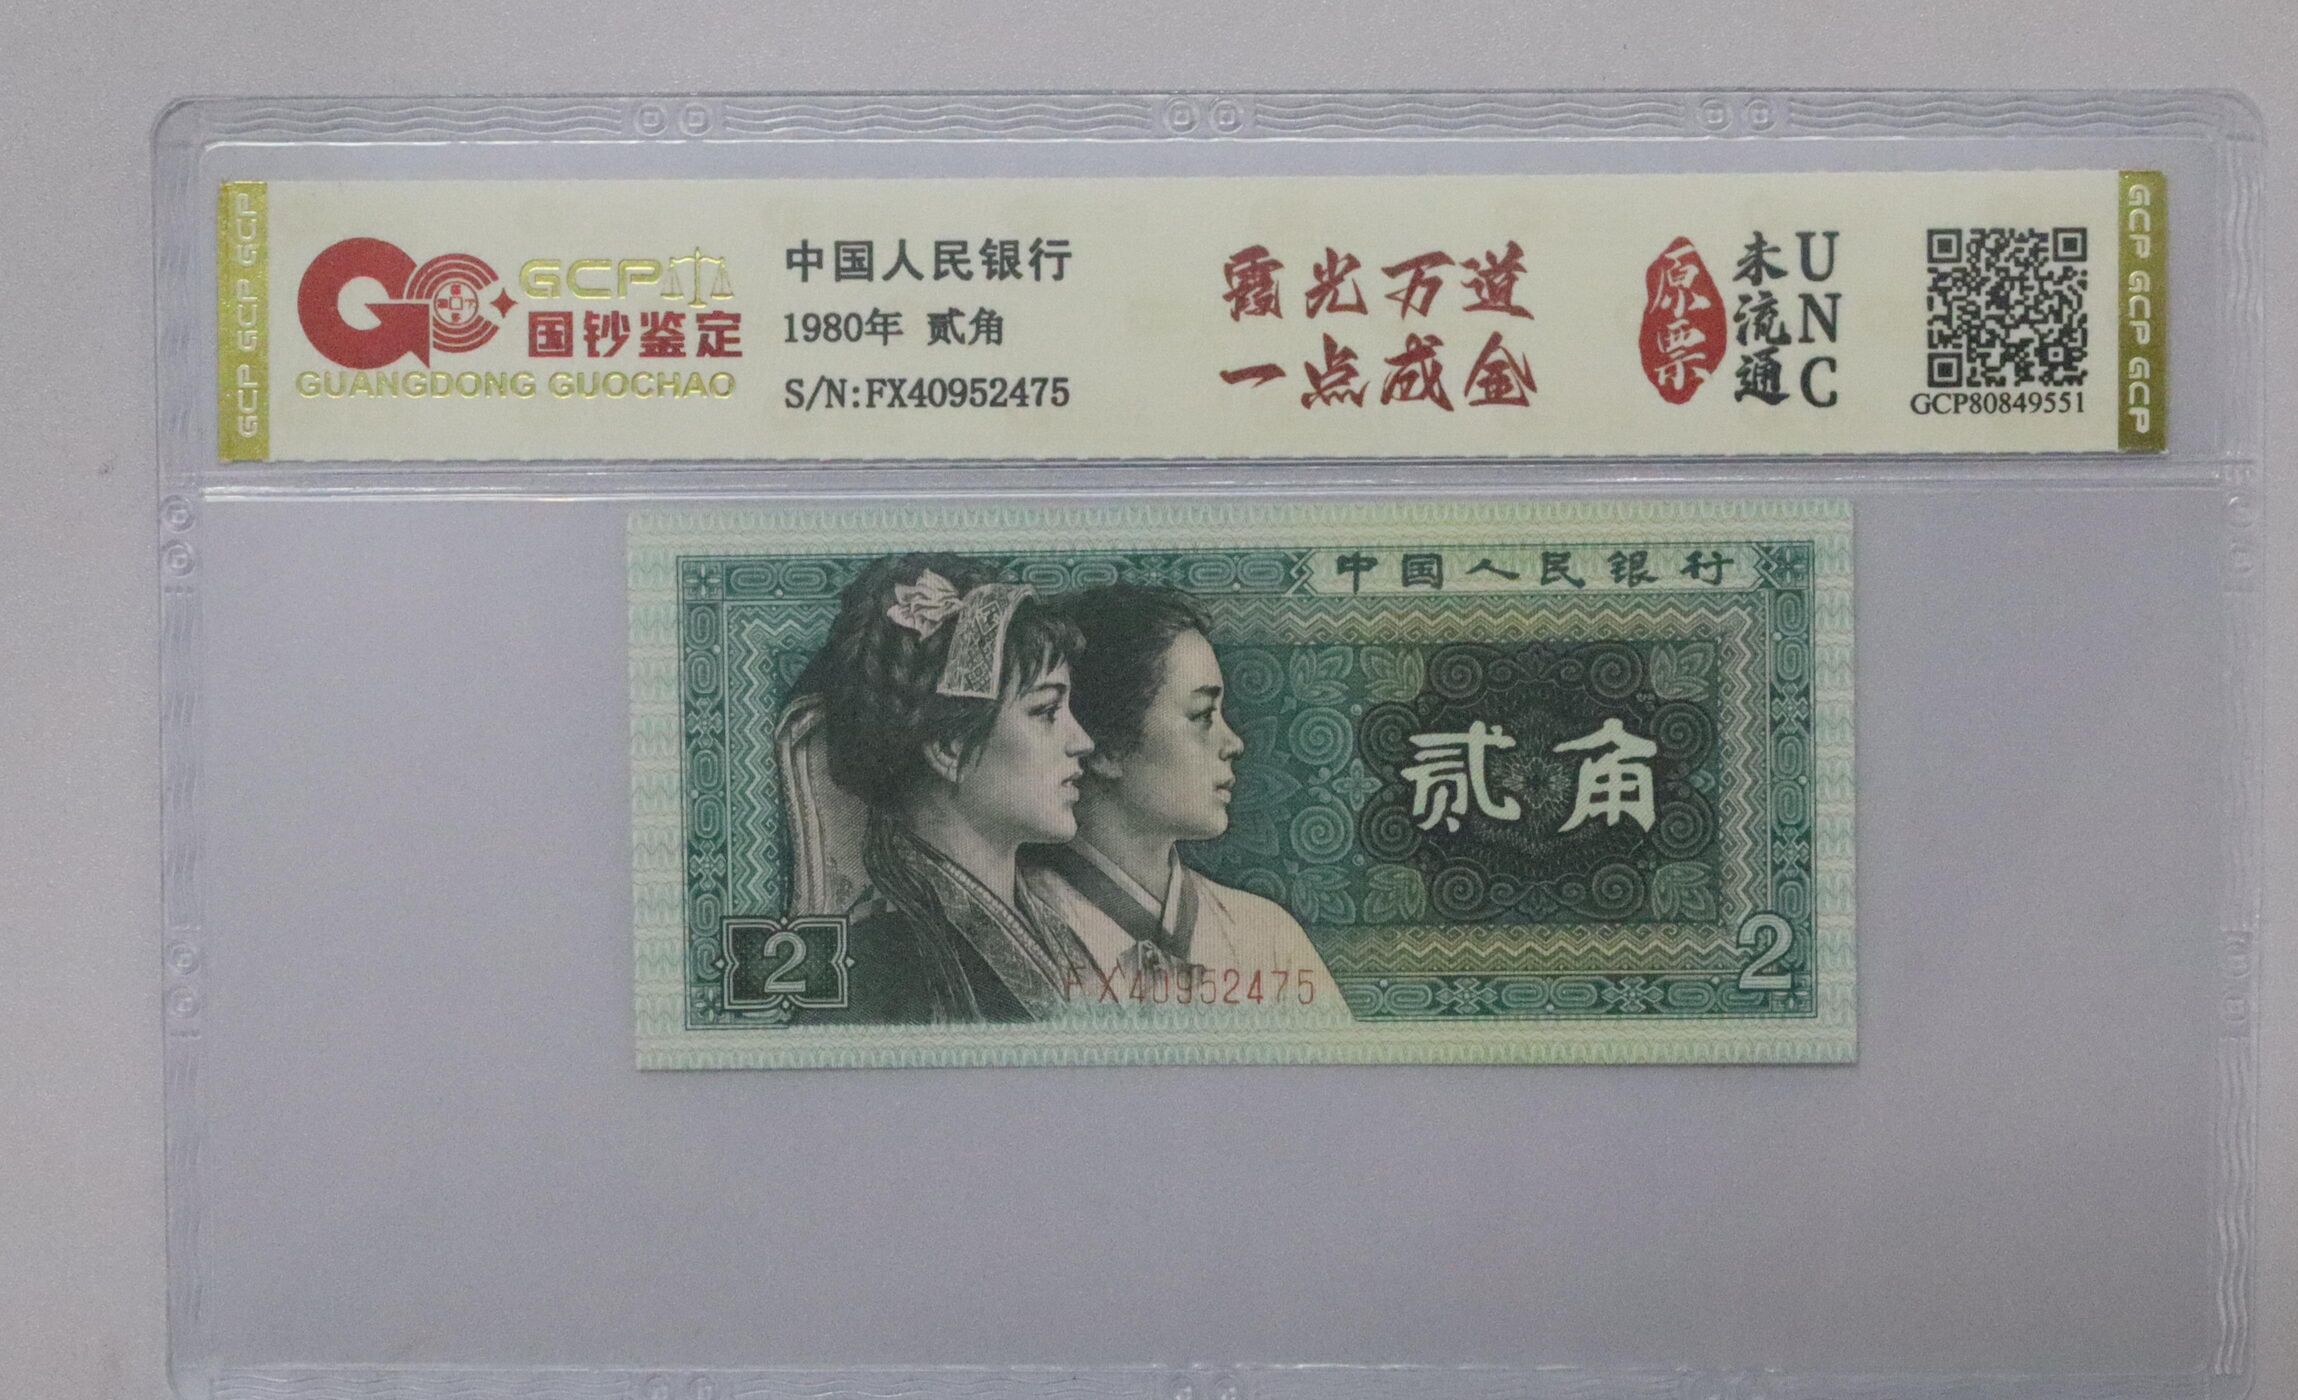 GCP GCP GCP
GCP
国钞鉴定
GUANGDONG GUOCHAO
中国人民银行
1980年 贰角
S/N:FX40952475
霞光万道
一点成金
原票
未流通
UNC
GCP80849551
GCP GCP GCP
中国人民银行
贰角
2
FX40952475
2